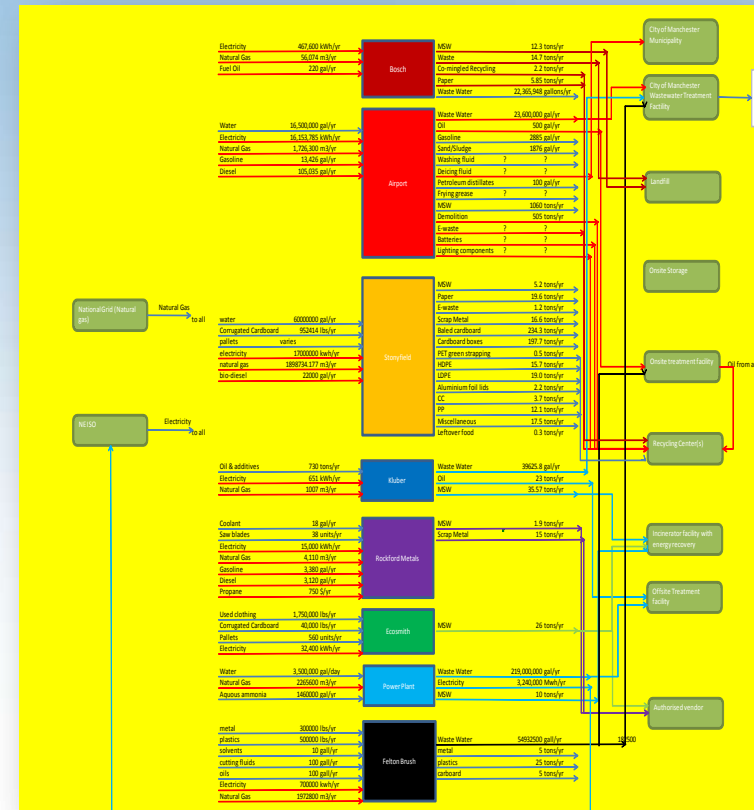 City of Manchester
Municipality
Electricity 467,600 kWh/yr
Natural Gas 56,074 m3/yr
Fuel Oil 220 gal/yr
Bosch
MSW 12.3 tons/yr
Waste 14.7 tons/yr
Co-mingled Recycling 2.2 tons/yr
Paper 5.85 tons/yr
Waste Water 22,365,948 gallons/yr
City of Manchester
Wastewater Treatment
Facility
Water 16,500,000 gal/yr
Electricity 16,153,785 kW/yr
Natural Gas 1,726,300 m3/yr
Gasoline 13,426 gal/yr
Diesel 105,035 gal/yr
Airport
Waste Water 23,600,000 gal/yr
Oil 500 gal/yr
Gasoline 2885 gal/yr
Sand/Sludge 1876 gal/yr
Washing fluid ? ?
Deicing fluid ? ?
Petroleum distillates 100 gal/yr
Frying grease ? ?
MSW 1060 tons/yr
Demolition 505 tons/yr
E-waste ? ?
Batteries ? ?
Lighting components ? ?
Landfill
Onsite Storage
National Grid (Natural
gas)
Natural Gas
to all
water 60000000 gal/yr
Corrugated Cardboard 952414 lbs/yr
pallets varies
electricity 17000000 kwh/yr
natural gas 1898734.177 m3/yr
bio-diesel 22000 gal/yr
Stonyfield
MSW 5.2 tons/yr
Paper 19.6 tons/yr
E-waste 1.2 tons/yr
Scrap Metal 16.6 tons/yr
Baled cardboard 234.3 tons/yr
Cardboard boxes 197.7 tons/yr
PET green strapping 0.5 tons/yr
HDPE 15.7 tons/yr
LDPE 19.0 tons/yr
Aluminium foil lids 2.2 tons/yr
CC 3.7 tons/yr
PP 12.1 tons/yr
Miscellaneous 17.5 tons/yr
Leftover food 0.3 tons/yr
Onsite treatment facility
Oil from a
NEISO
Electricity
to all
Recycling Center(s)
Oil & additives 730 tons/yr
Electricity 651 kWh/yr
Natural Gas 1007 m3/yr
Kluber
Waste Water 39625.8 gal/yr
Oil 23 tons/yr
MSW 35.57 tons/yr
Coolant 18 gal/yr
Saw blades 38 units/yr
Electricity 15,000 kWh/yr
Natural Gas 4,110 m3/yr
Gasoline 3,380 gal/yr
Diesel 3,120 gal/yr
Propane 750 $/yr
Rockford Metals
MSW 1.9 tons/yr
Scrap Metal 15 tons/yr
Incinerator facility with
energy recovery
Offsite Treatment
facility
Used clothing 1,750,000 lbs/yr
Corrugated Cardboard 40,000 lbs/yr
Pallets 560 units/yr
Electricity 32,400 kWh/yr
Ecosmith
MSW 26 tons/yr
Water 3,500,000 gal/day
Natural Gas 2265600 m3/yr
Aquous ammonia 1460000 gal/yr
Power Plant
Waste Water 219,000,000 gal/yr
Electricity 3,240,000 Mwh/yr
MSW 10 tons/yr
Authorised vendor
metal 300000 lbs/yr
plastics 500000 lbs/yr
solvents 10 gal/yr
cutting fluids 100 gal/yr
oils 100 gal/yr
Electricity 700000 kwh/yr
Natural Gas 1972800 m3/yr
Felton Brush
Waste Water 54932500 gal/yr
metal 5 tons/yr
plastics 25 tons/yr
carboard 5 tons/yr